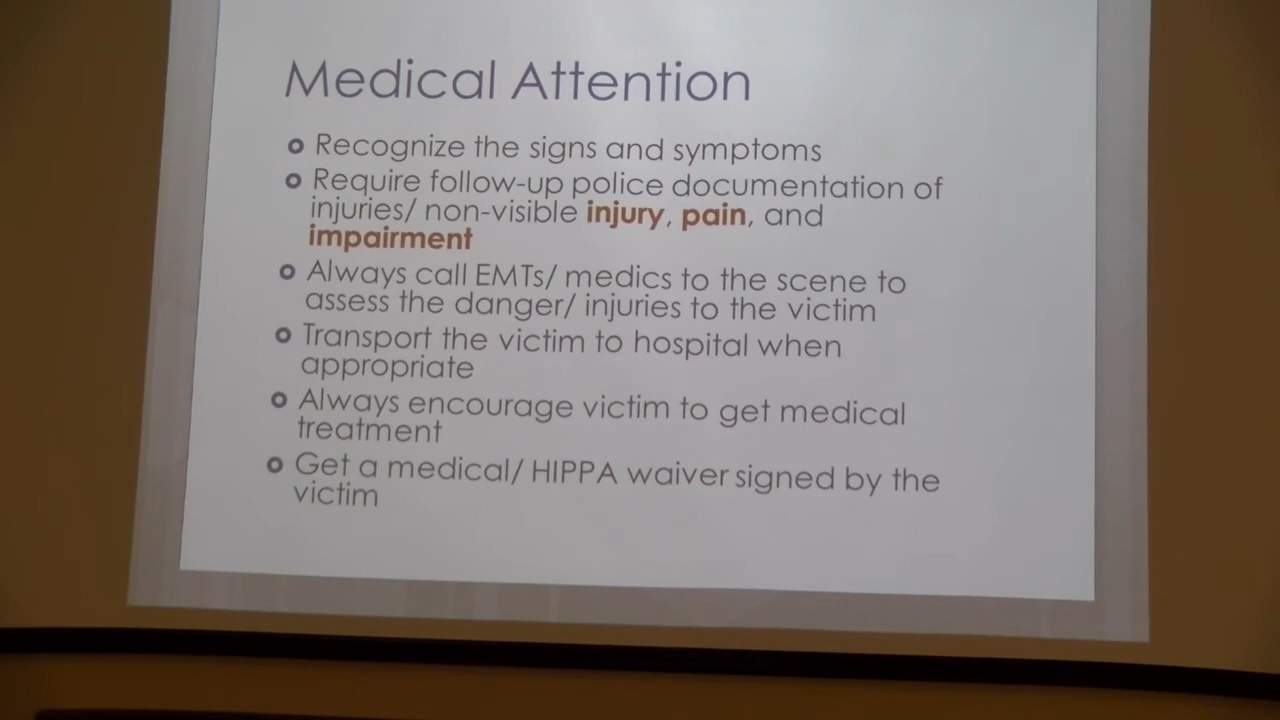 Medical Attention
Recognize the signs and symptoms
Require follow-up police documentation of
injuries/ non-visible injury, pain, and
impairment
Always call EMTs/ medics to the scene to
assess the danger/ injuries to the victim
Transport the victim to hospital when
appropriate
Always encourage victim to get medical
treatment
Get a medical/ HIPPA waiver signed by the
victim